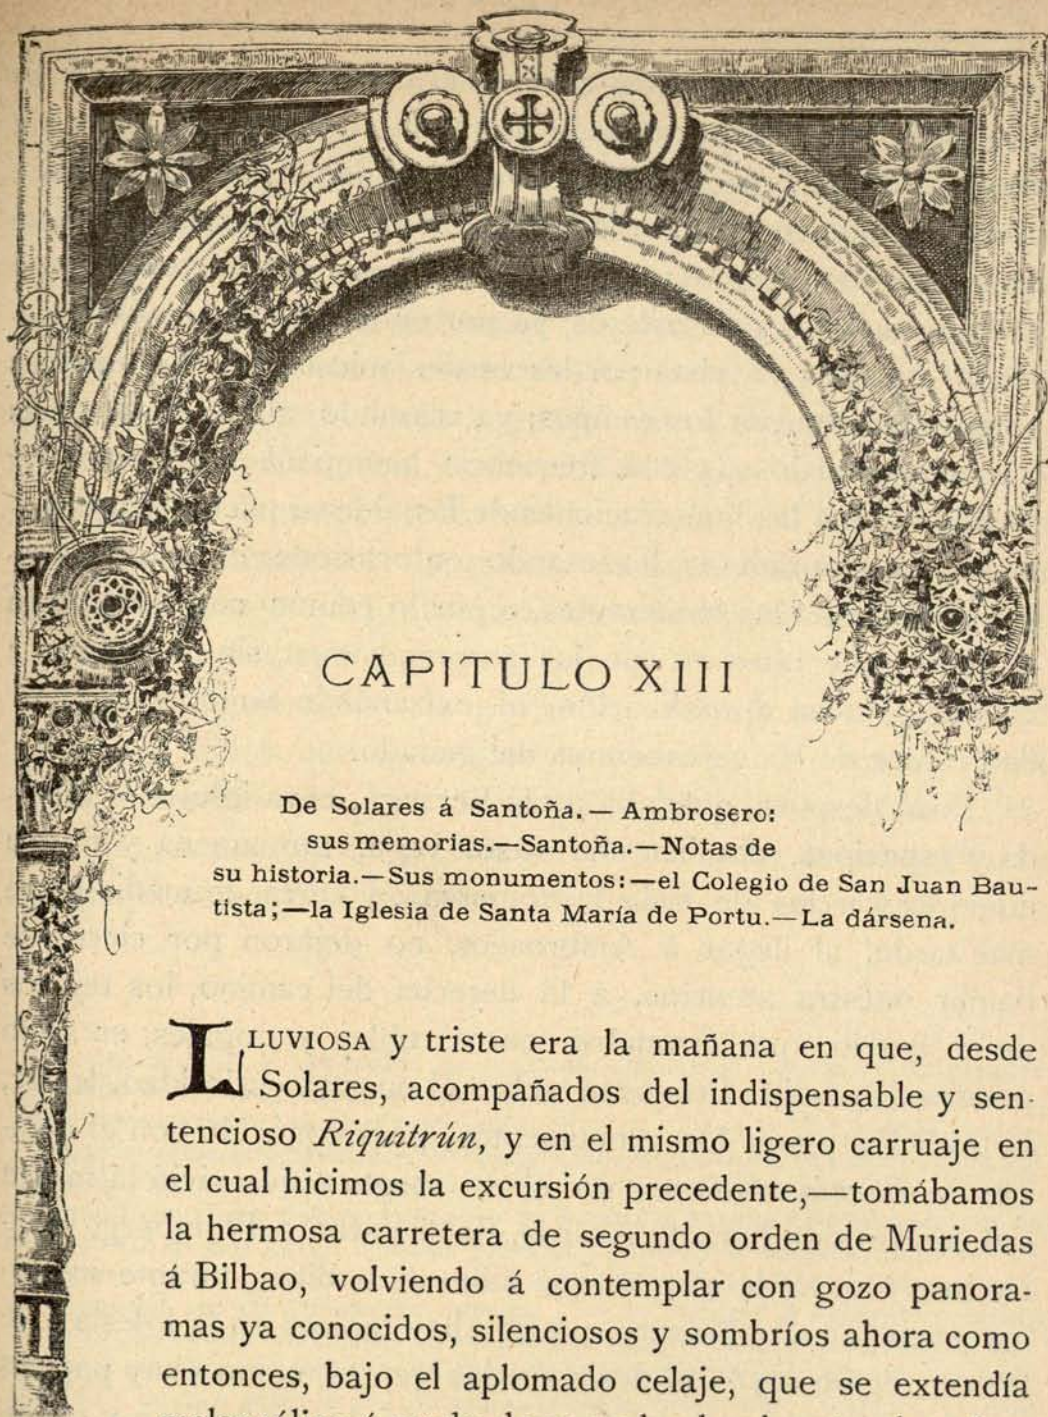 CAPITULO XIII
De Solares á Santoña.—Ambrosero:
sus memorias.—Santoña.—Notas de
su historia.—Sus monumentos:—el Colegio de San Juan Bau-
tista;—la Iglesia de Santa María de Portu.—La dársena.
LLUVIOSA y triste era la mañana en que, desde
Solares, acompañados del indispensable y sen-
tencioso Riquitrún, y en el mismo ligero carruaje en
el cual hicimos la excursión precedente,—tomábamos
la hermosa carretera de segundo orden de Muriedas
á Bilbao, volviendo á contemplar con gozo panora-
mas ya conocidos, silenciosos y sombríos ahora como
entonces, bajo el aplomado celaje, que se extendía